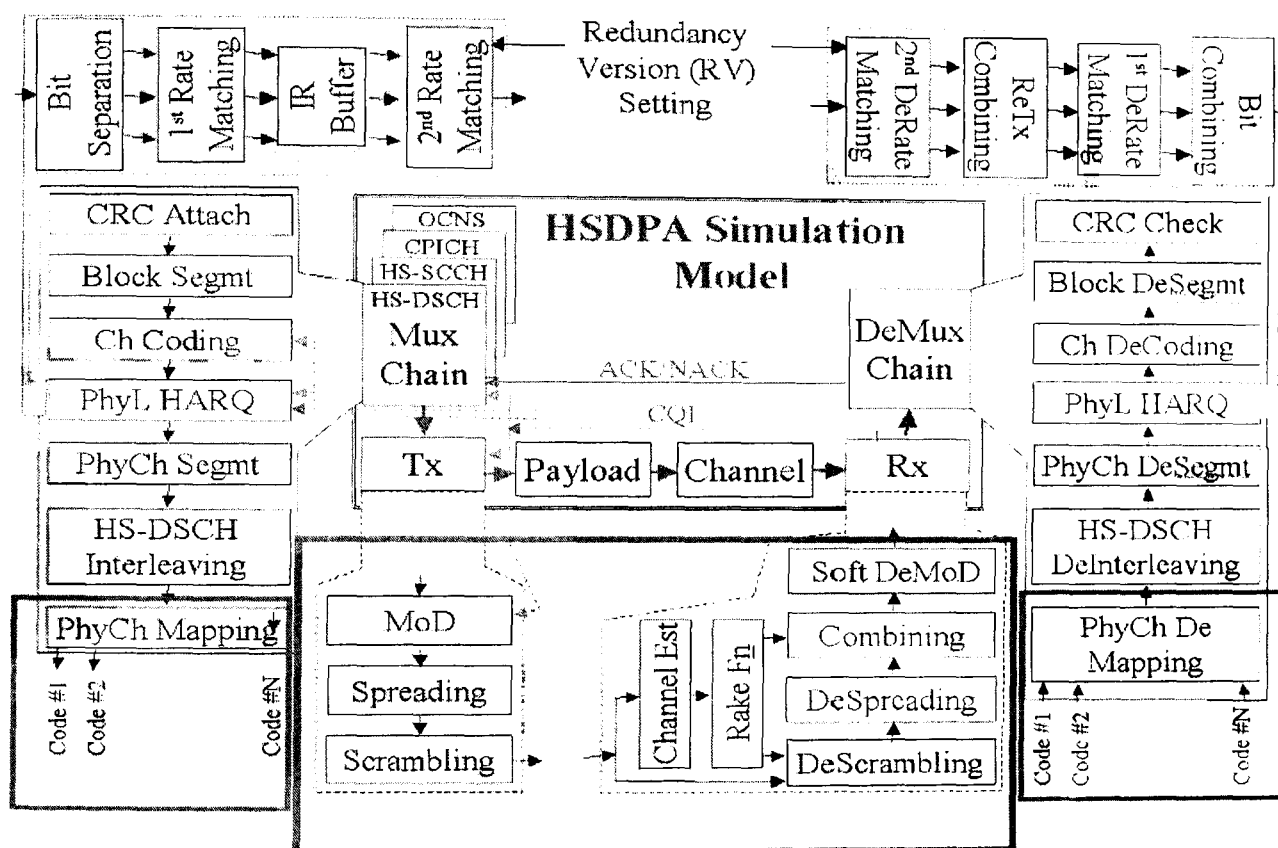 Bit
Separation
1st Rate
Matching
IR
Buffer
2nd Rate
Matching
Redundancy
Version (RV)
Setting
2nd DeRate
Matching
ReTx
Combining
1st DeRate
Matching
Bit
Combining
CRC Attach
Block Segmt
Ch Coding
PhyL HARQ
PhyCh Segmt
HS-DSCH
Interleaving
PhyCh Mapping
Code #1
Code #2
Code #N
OCNS
CPICH
HS-SCCH
HS-DSCH
Mux
Chain
HSDPA Simulation
Model
DeMux
Chain
ACK/NACK
CQI
Tx
Payload
Channel
Rx
MoD
Spreading
Scrambling
Channel Est
Rake Fn
Soft DeMoD
Combining
DeSpreading
DeScrambling
CRC Check
Block DeSegmt
Ch DeCoding
PhyL HARQ
PhyCh DeSegmt
HS-DSCH
DeInterleaving
PhyCh De
Mapping
Code #1
Code #2
Code #N